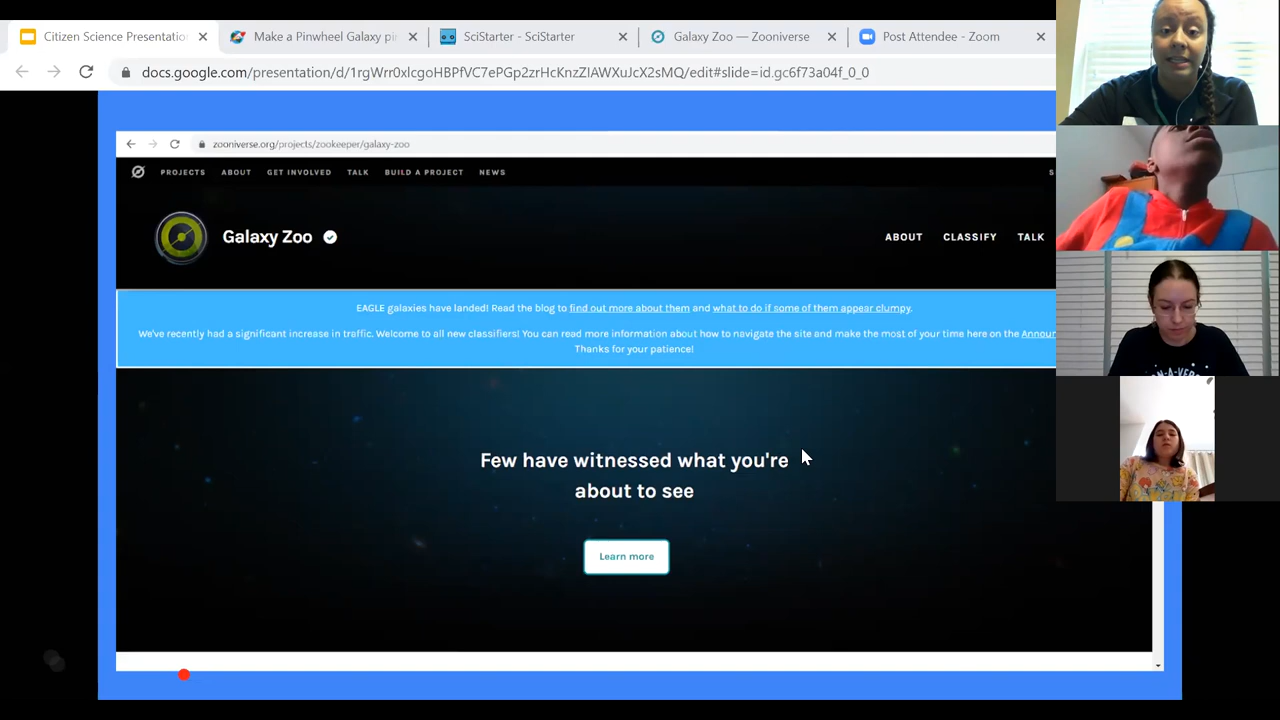 Citizen Science Presentatio
Make a Pinwheel Galaxy pi
SciStarter - SciStarter
Galaxy Zoo — Zooniverse
Post Attendee - Zoom
docs.google.com/presentation/d/1rgWrr0xlcgoHBPfVC7ePGp2zrHcKnzZlAWXuJcX2sMQ/edit#slide=id.gc6f73a04f_0_0
zooniverse.org/projects/zookeeper/galaxy-zoo
PROJECTS ABOUT GET INVOLVED TALK BUILD A PROJECT NEWS
Galaxy Zoo
ABOUT CLASSIFY TALK
EAGLE galaxies have landed! Read the blog to find out more about them and what to do if some of them appear clumpy.
We've recently had a significant increase in traffic. Welcome to all new classifiers! You can read more information about how to navigate the site and make the most of your time here on the Announ
Thanks for your patience!
Few have witnessed what you're
about to see
Learn more